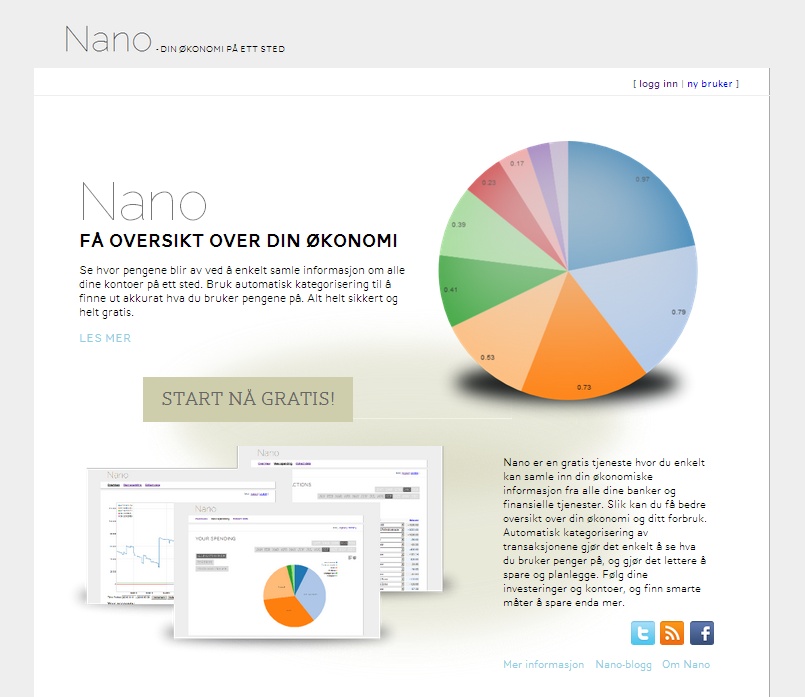 Nano - DIN ØKONOMI PÅ ETT STED
[ logg inn | ny bruker ]
Nano
FÅ OVERSIKT OVER DIN ØKONOMI
Se hvor pengene blir av ved å enkelt samle informasjon om alle
dine kontoer på ett sted. Bruk automatisk kategorisering til å
finne ut akkurat hva du bruker pengene på. Alt helt sikkert og
helt gratis.
LES MER
0.97
0.79
0.73
0.53
0.41
0.39
0.23
0.17
START NÅ GRATIS!
Nano
Nano
Nano
YOUR SPENDING
Nano er en gratis tjeneste hvor du enkelt
kan samle inn din økonomiske
informasjon fra alle dine banker og
finansielle tjenester. Slik kan du få bedre
oversikt over din økonomi og ditt forbruk.
Automatisk kategorisering av
transaksjonene gjør det enkelt å se hva
du bruker penger på, og gjør det lettere å
spare og planlegge. Følg dine
investeringer og kontoer, og finn smarte
måter å spare enda mer.
Mer informasjon Nano-blogg Om Nano